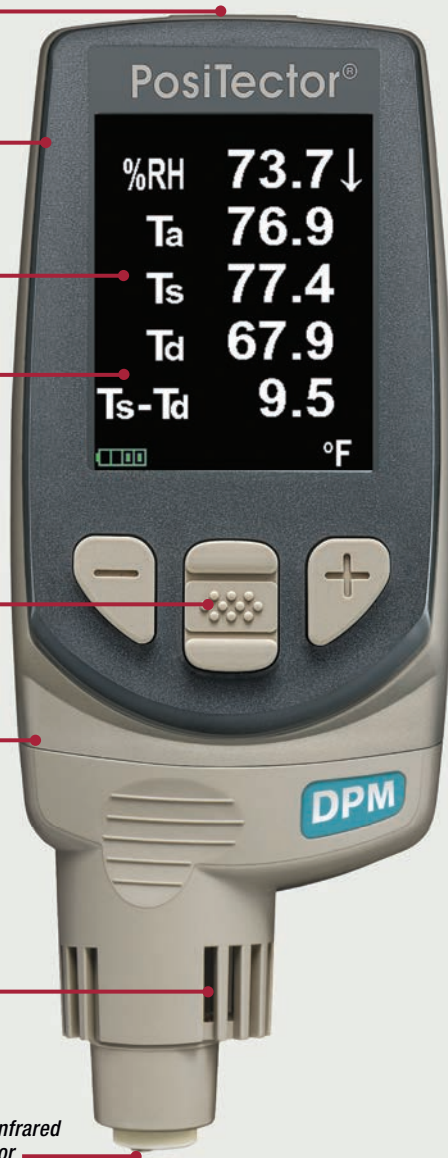 PosiTector®
%RH 73.7↓
Ta 76.9
Ts 77.4
Td 67.9
Ts-Td 9.5
°F
DPM